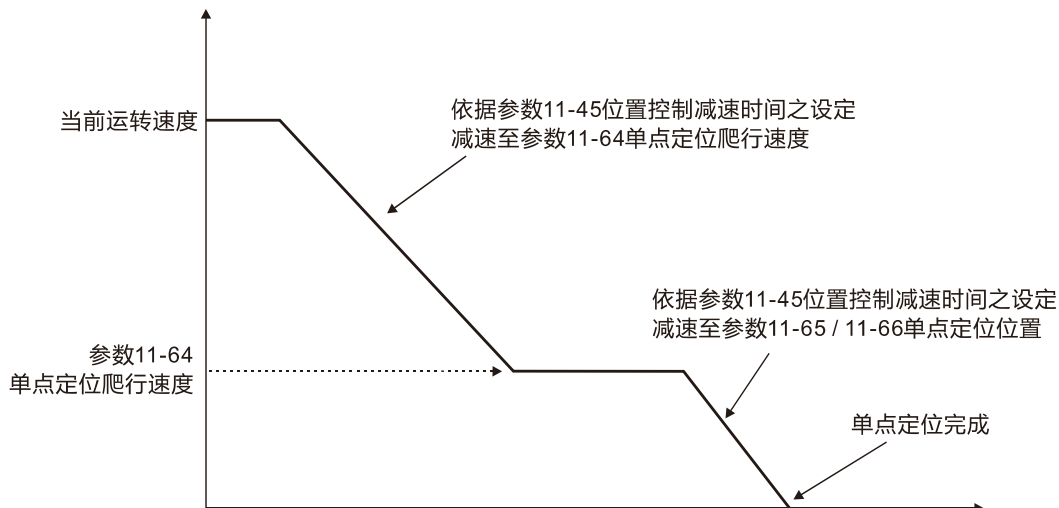 依据参数11-45位置控制减速时间之设定
减速至参数11-64单点定位爬行速度
当前运转速度
依据参数11-45位置控制减速时间之设定
减速至参数11-65 / 11-66单点定位位置
参数11-64
单点定位爬行速度
单点定位完成